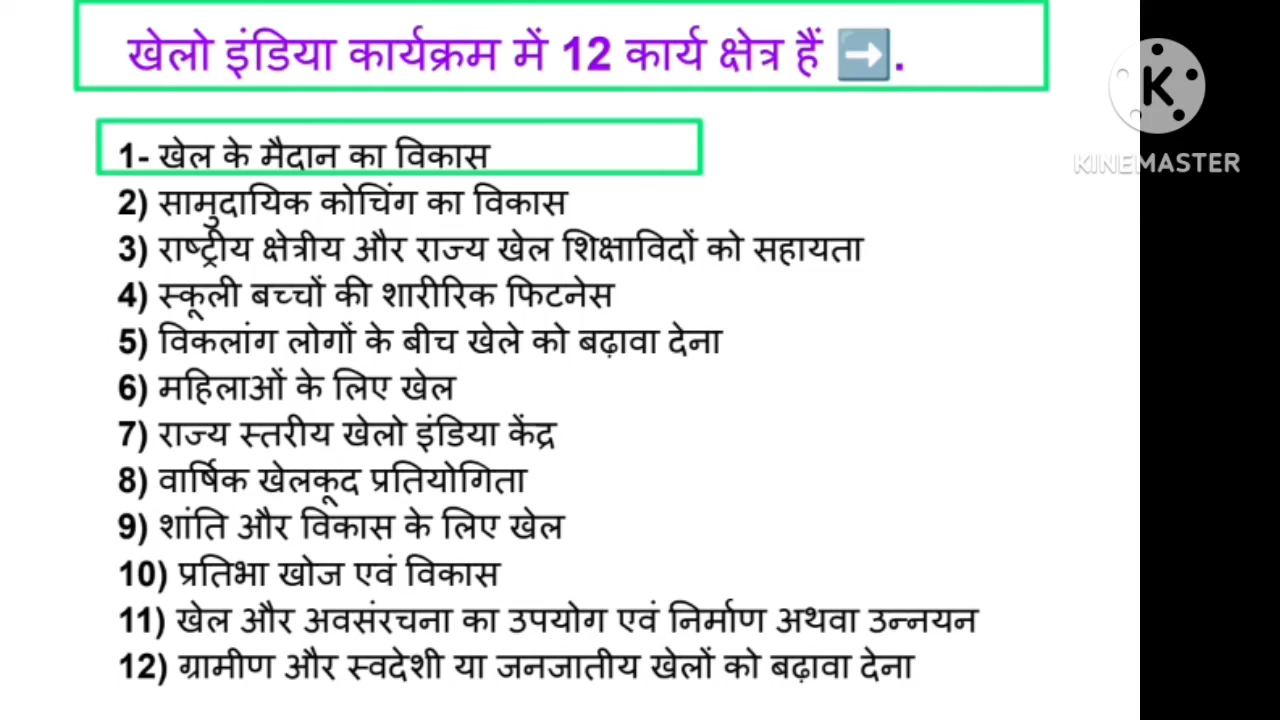 खेलो इंडिया कार्यक्रम में 12 कार्य क्षेत्र हैं ➡️.
1- खेल के मैदान का विकास
2) सामुदायिक कोचिंग का विकास
3) राष्ट्रीय क्षेत्रीय और राज्य खेल शिक्षाविदों को सहायता
4) स्कूली बच्चों की शारीरिक फिटनेस
5) विकलांग लोगों के बीच खेले को बढ़ावा देना
6) महिलाओं के लिए खेल
7) राज्य स्तरीय खेलो इंडिया केंद्र
8) वार्षिक खेलकूद प्रतियोगिता
9) शांति और विकास के लिए खेल
10) प्रतिभा खोज एवं विकास
11) खेल और अवसंरचना का उपयोग एवं निर्माण अथवा उन्नयन
12) ग्रामीण और स्वदेशी या जनजातीय खेलों को बढ़ावा देना
K
KINEMASTER